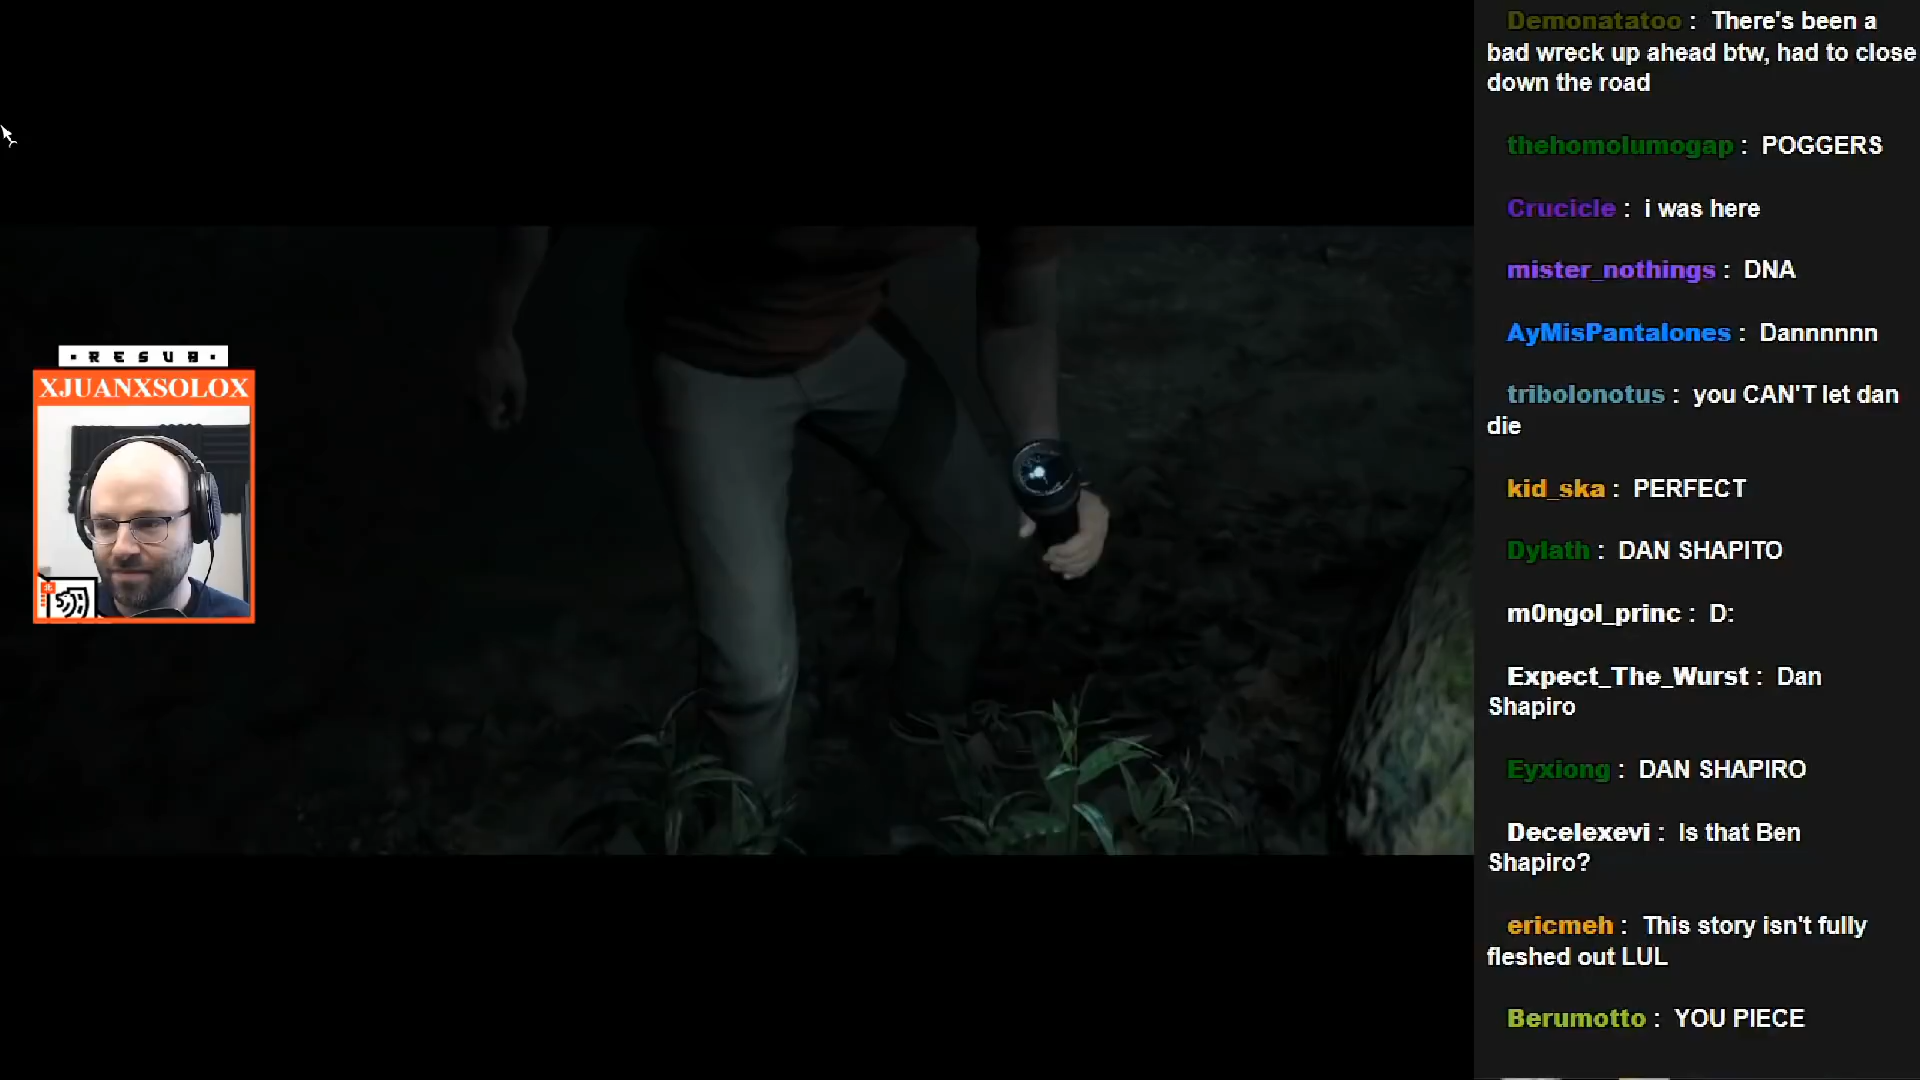 · R E S U B ·
XJUANXSOLOX
Demonatatoo : There's been a
bad wreck up ahead btw, had to close
down the road
thehomolumogap : POGGERS
Crucicle : i was here
mister_nothings : DNA
AyMisPantalones : Dannnnnn
tribolonotus : you CAN'T let dan
die
kid_ska : PERFECT
Dylath : DAN SHAPITO
m0ngol_princ : D:
Expect_The_Wurst : Dan
Shapiro
Eyxiong : DAN SHAPIRO
Decelexevi : Is that Ben
Shapiro?
ericmeh : This story isn't fully
fleshed out LUL
Berumotto : YOU PIECE